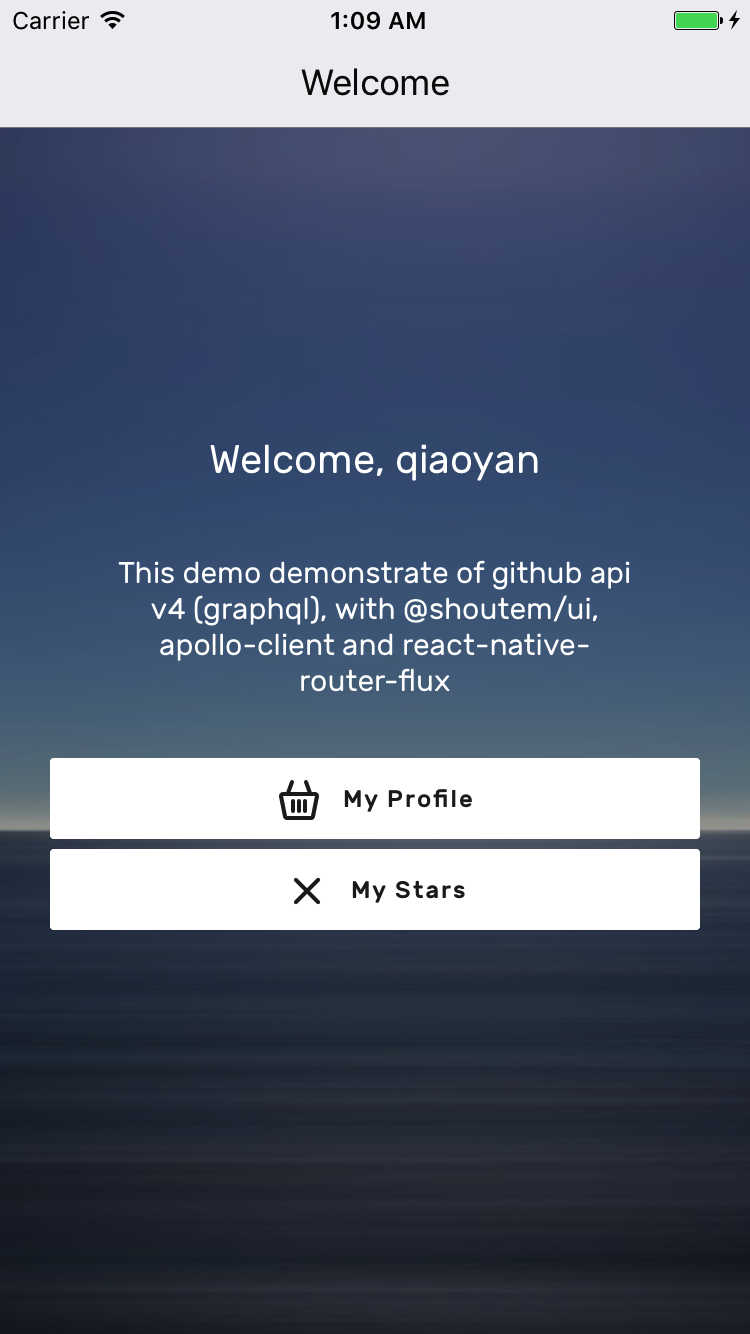 Carrier 1:09 AM
Welcome
Welcome, qiaoyan
This demo demonstrate of github api
v4 (graphql), with @shoutem/ui,
apollo-client and react-native-
router-flux
My Profile
My Stars